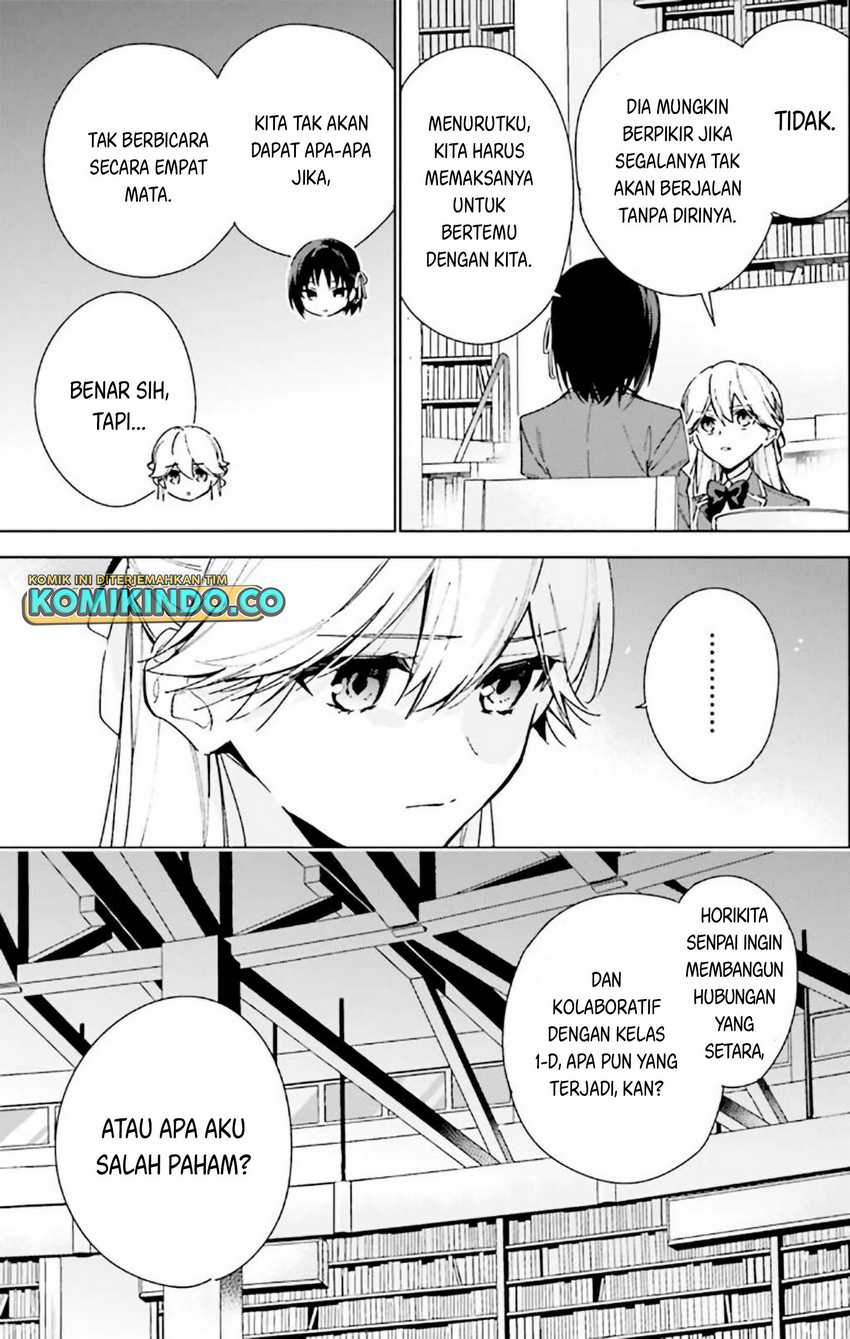 TIDAK.
DIA MUNGKIN
BERPIKIR JIKA
SEGALANYA TAK
AKAN BERJALAN
TANPA DIRINYA.
MENURUTKU,
KITA HARUS
MEMAKSANYA
UNTUK
BERTEMU
DENGAN KITA.
KITA TAK AKAN
DAPAT APA-APA
JIKA,
TAK BERBICARA
SECARA EMPAT
MATA.
BENAR SIH,
TAPI...
KOMIK INI DITERJEMAHKAN TIM
KOMIKINDO.CO
..........
HORIKITA
SENPAI INGIN
MEMBANGUN
HUBUNGAN
YANG
SETARA,
DAN
KOLABORATIF
DENGAN KELAS
1-D, APA PUN YANG
TERJADI, KAN?
ATAU APA AKU
SALAH PAHAM?